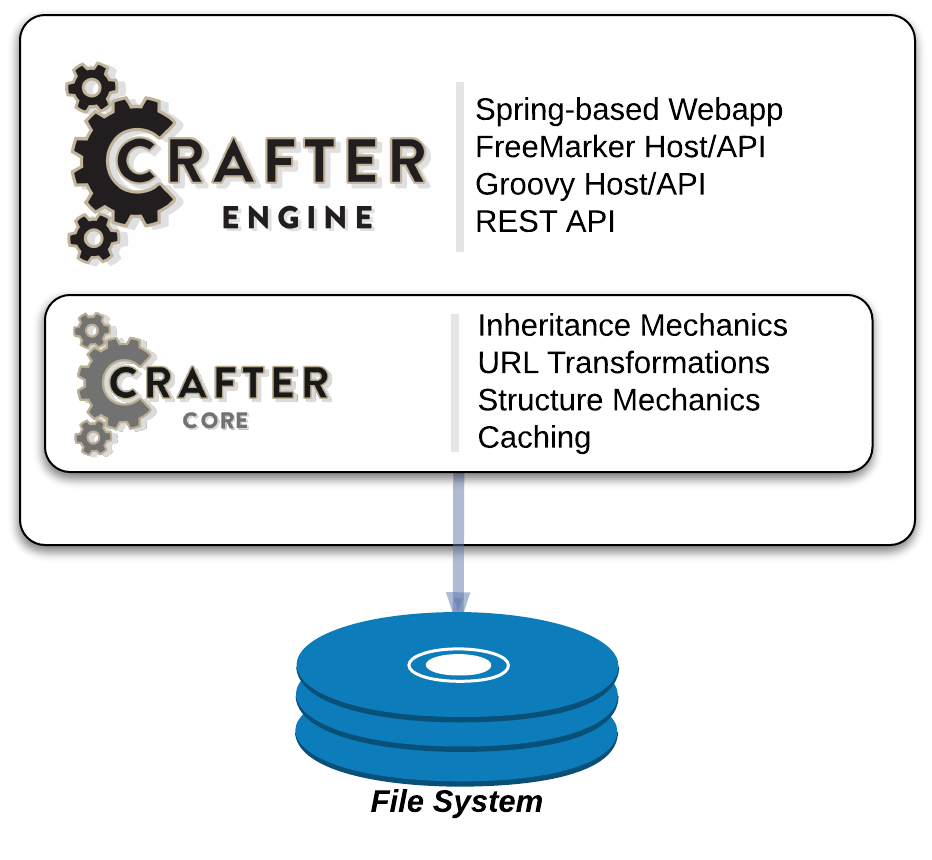 CRAFTER
ENGINE
Spring-based Webapp
FreeMarker Host/API
Groovy Host/API
REST API
CRAFTER
CORE
Inheritance Mechanics
URL Transformations
Structure Mechanics
Caching
File System